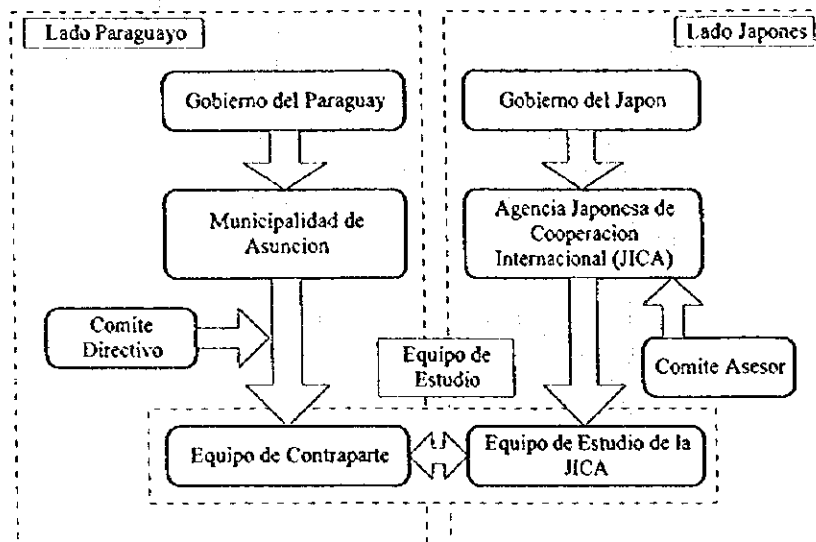 Lado Paraguayo
Lado Japones
Gobierno del Paraguay
Gobierno del Japon
Municipalidad de
Asuncion
Agencia Japonesa de
Cooperacion
Internacional (JICA)
Comite
Directivo
Equipo de
Estudio
Comite Asesor
Equipo de Contraparte
Equipo de Estudio de la
JICA